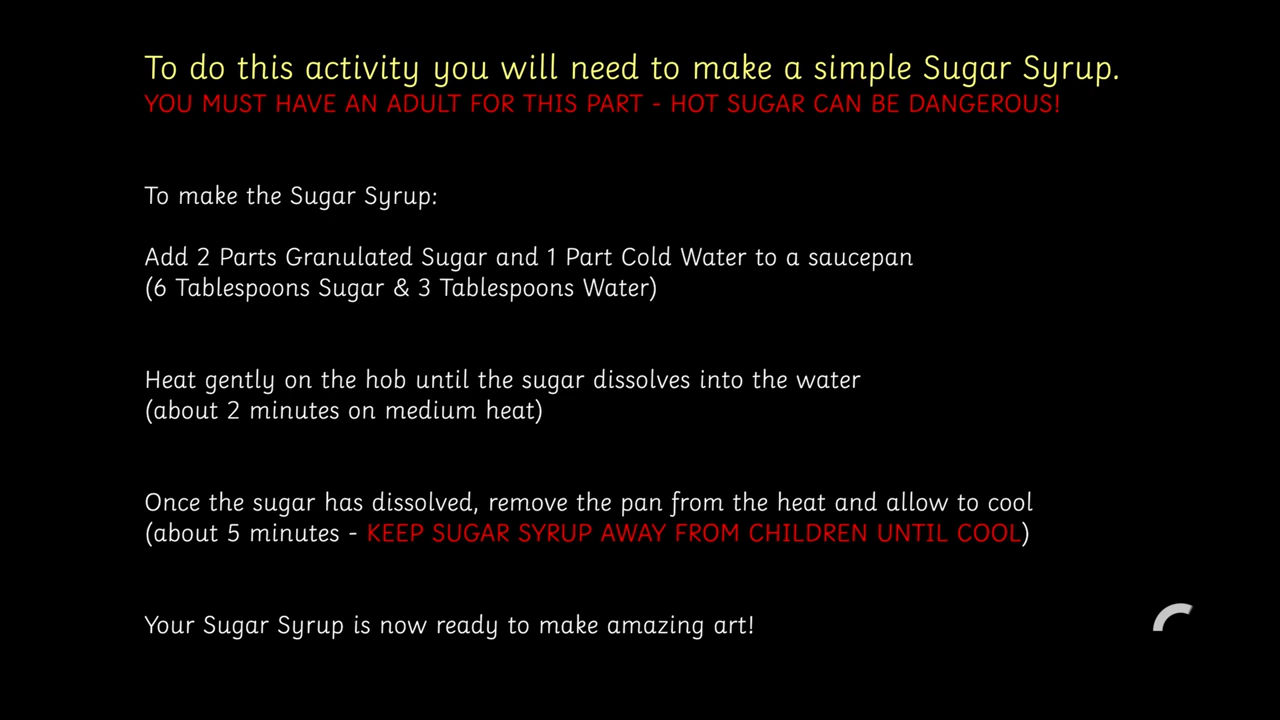 To do this activity you will need to make a simple Sugar Syrup.
YOU MUST HAVE AN ADULT FOR THIS PART - HOT SUGAR CAN BE DANGEROUS!
To make the Sugar Syrup:
Add 2 Parts Granulated Sugar and 1 Part Cold Water to a saucepan
(6 Tablespoons Sugar & 3 Tablespoons Water)
Heat gently on the hob until the sugar dissolves into the water
(about 2 minutes on medium heat)
Once the sugar has dissolved, remove the pan from the heat and allow to cool
(about 5 minutes - KEEP SUGAR SYRUP AWAY FROM CHILDREN UNTIL COOL)
Your Sugar Syrup is now ready to make amazing art!